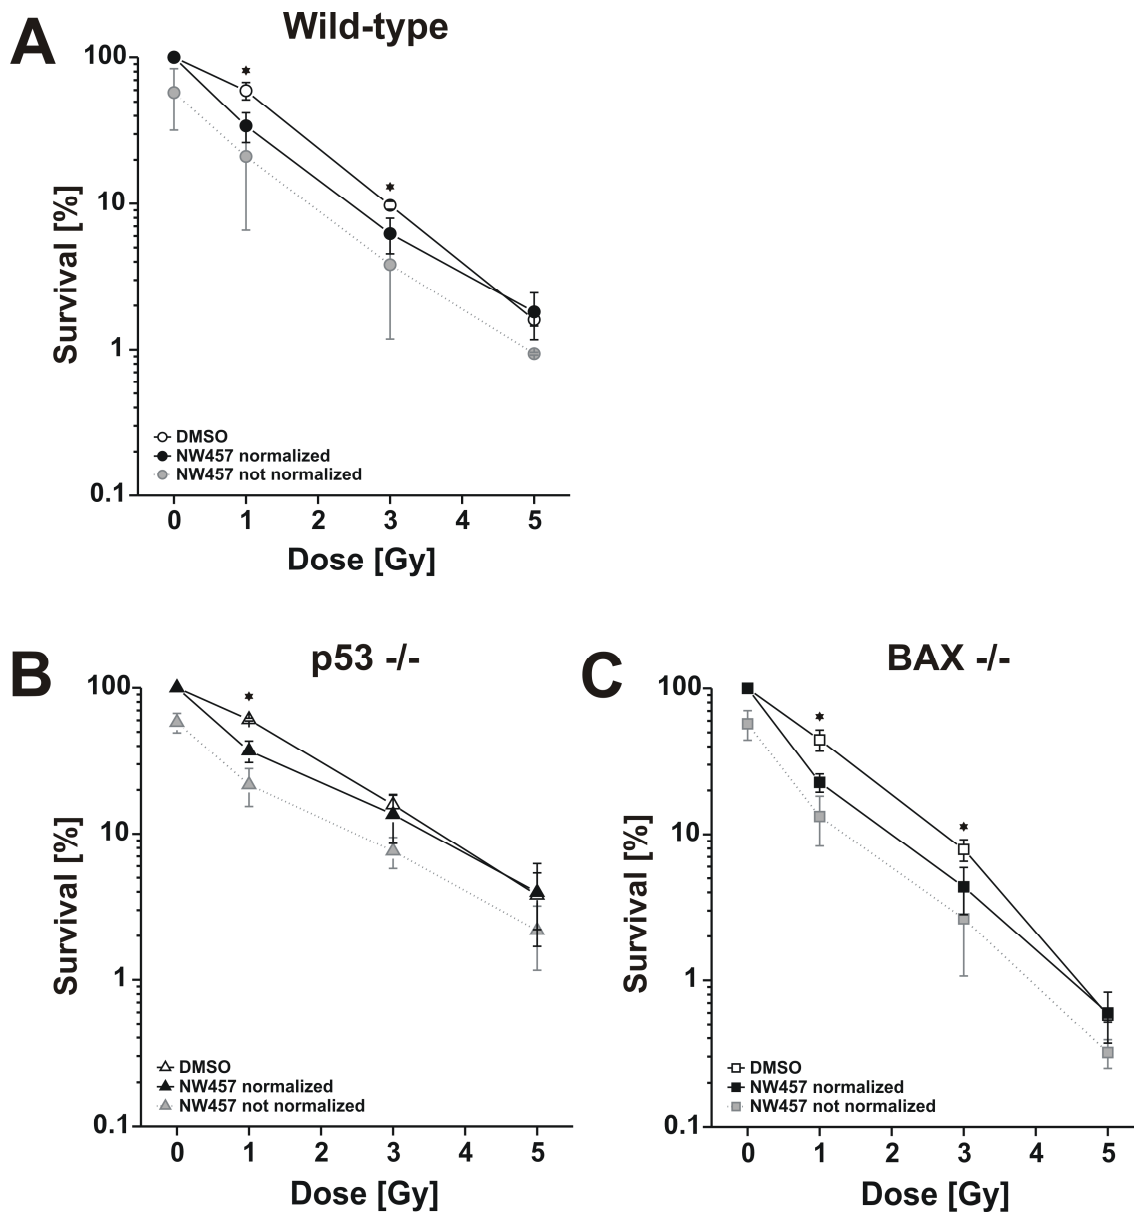 A
Wild-type
100
10
1
0.1
Survival [%]
*
*
DMSO
NW457 normalized
NW457 not normalized
0 1 2 3 4 5
Dose [Gy]
B
p53 -/-
100
10
1
0.1
Survival [%]
*
DMSO
NW457 normalized
NW457 not normalized
0 1 2 3 4 5
Dose [Gy]
C
BAX -/-
100
10
1
0.1
Survival [%]
*
*
DMSO
NW457 normalized
NW457 not normalized
0 1 2 3 4 5
Dose [Gy]